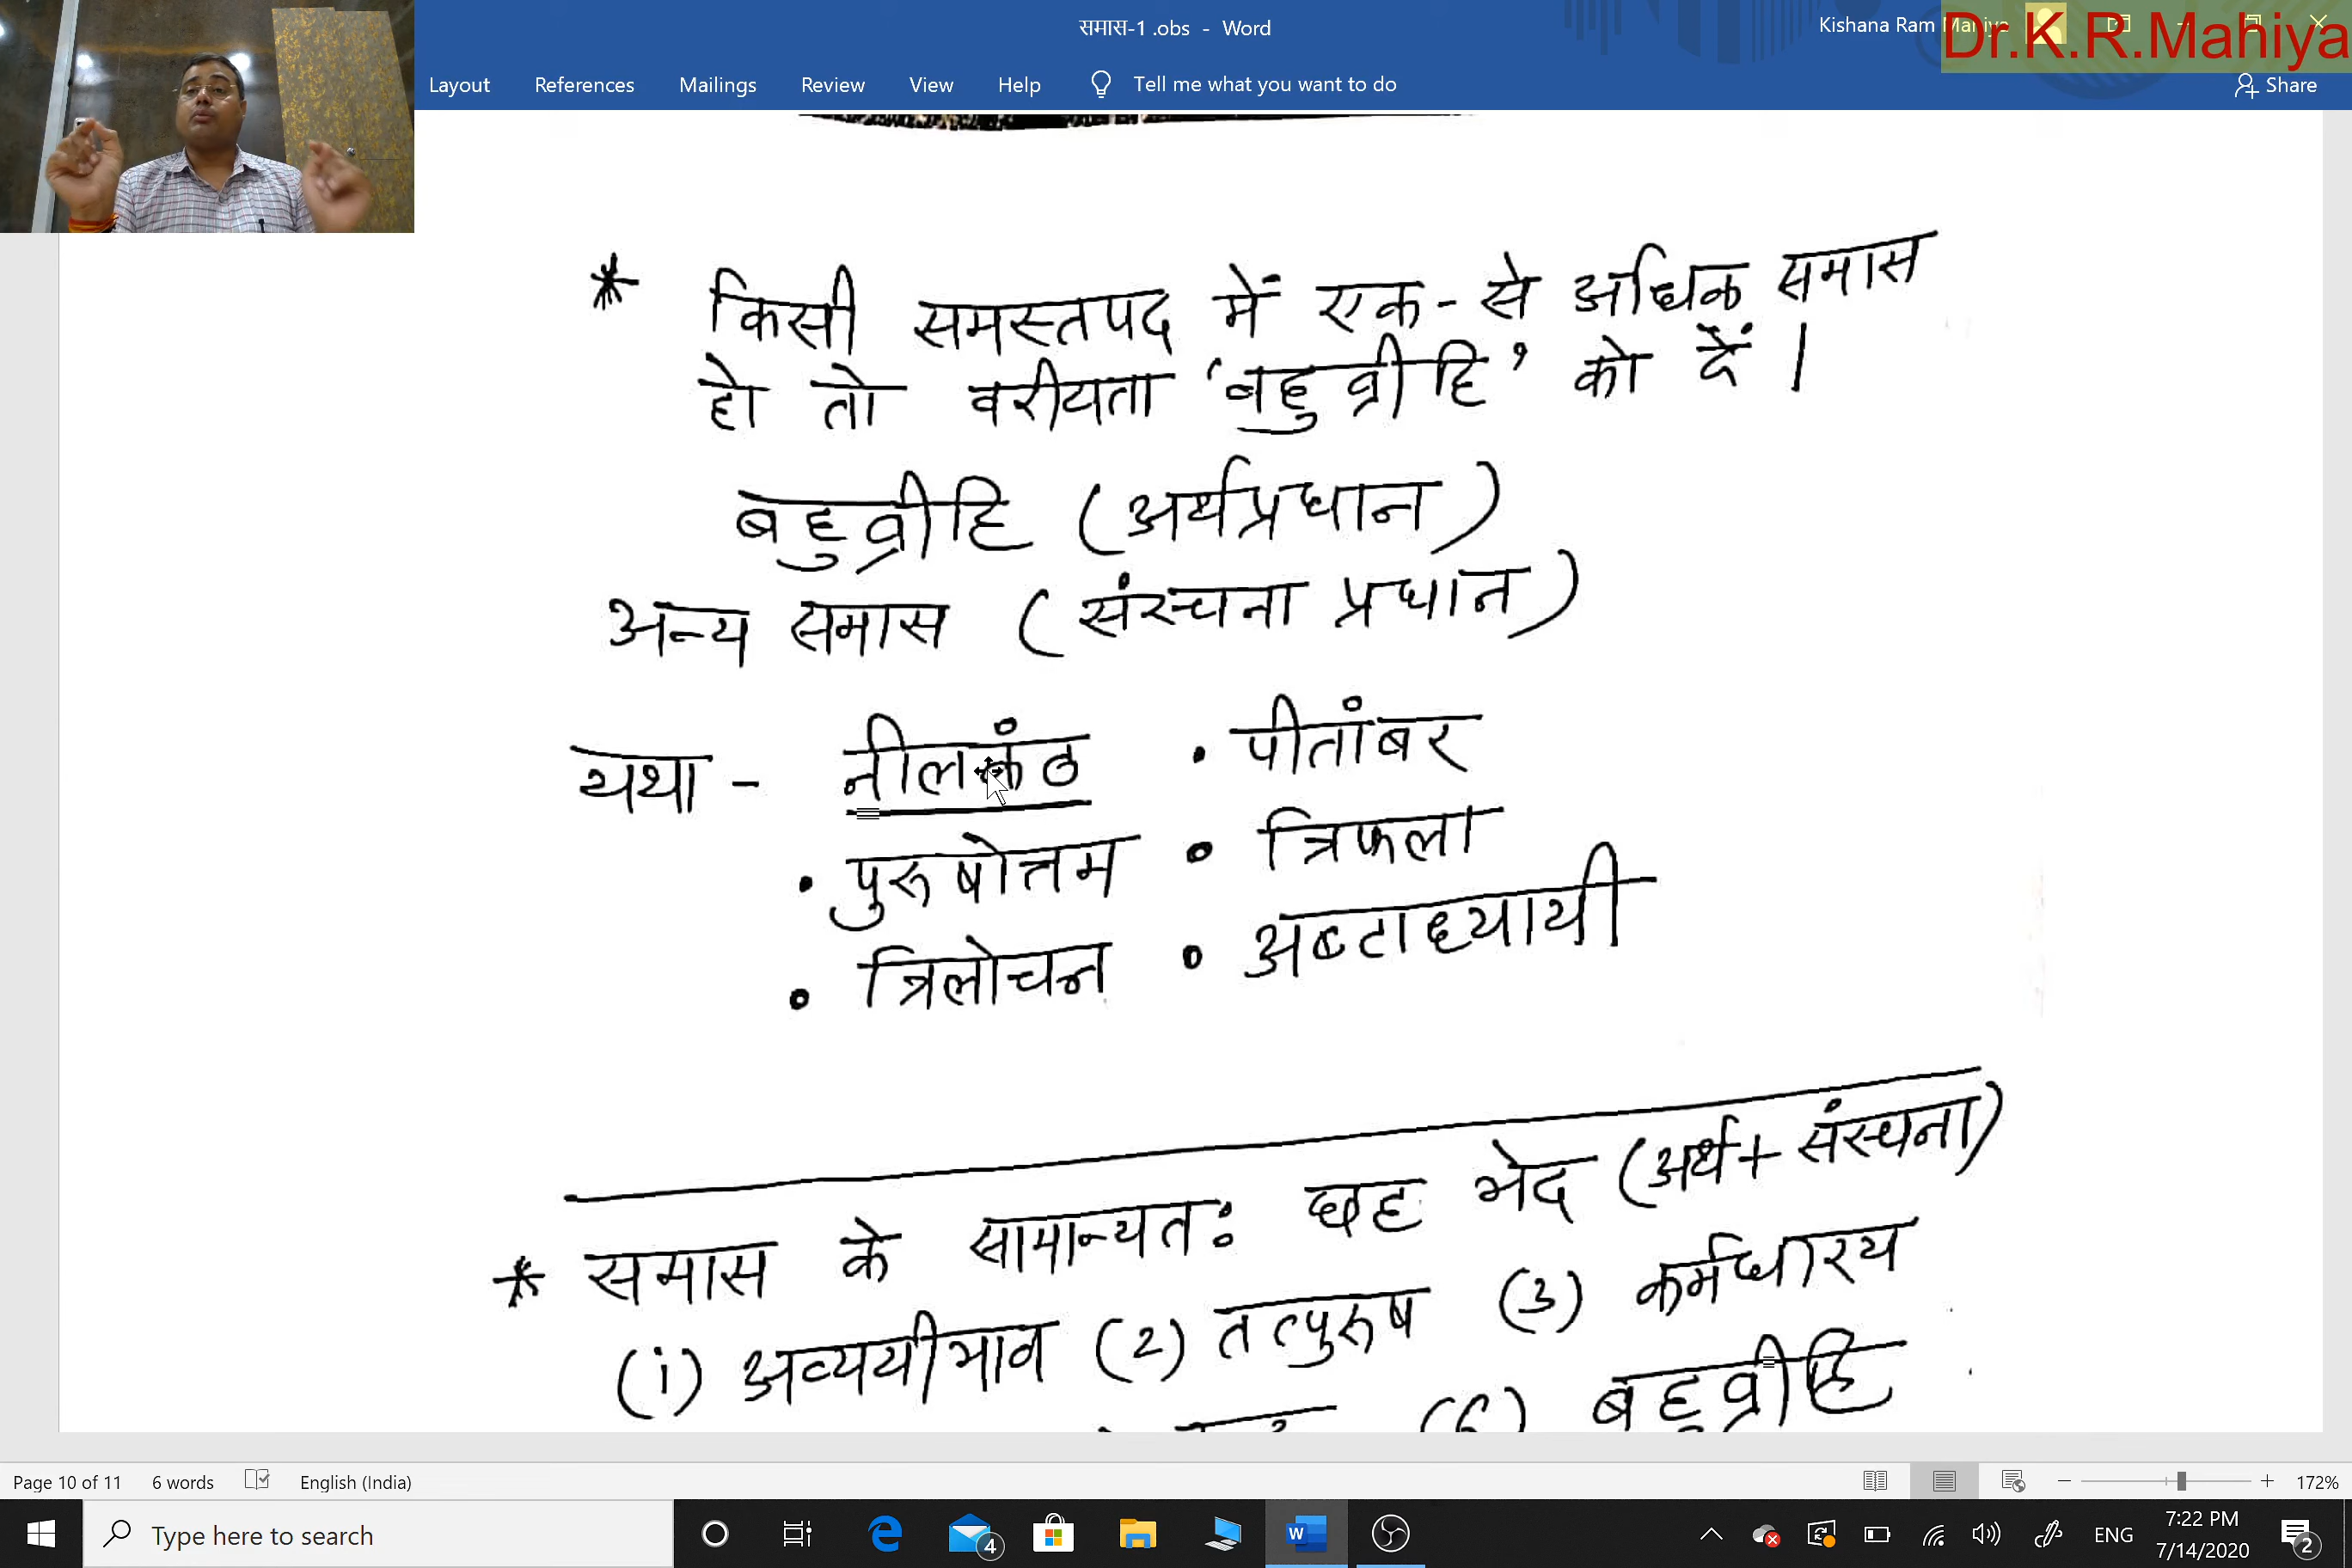 समास-1 .obs - Word
Kishana Ram Mahiya
Dr.K.R.Mahiya
Layout References Mailings Review View Help Tell me what you want to do
Share
* किसी समस्तपद में एक-से अधिक समास
हो तो वरीयता ‘बहुव्रीहि’ को दें |
बहुव्रीहि (अर्थप्रधान)
अन्य समास (संरचना प्रधान)
यथा - नीलकंठ • पीतांबर
• पुरूषोत्तम • त्रिफला
• त्रिलोचन • अष्टाध्यायी
* समास के सामान्यतः छह भेद (अर्थ+ संरचना)
(i) अव्ययीभाव (2) तत्पुरूष (3) कर्मधारय
(6) बहुव्रीहि
Page 10 of 11 6 words English (India) 172%
Type here to search
4
ENG
7:22 PM
7/14/2020
2